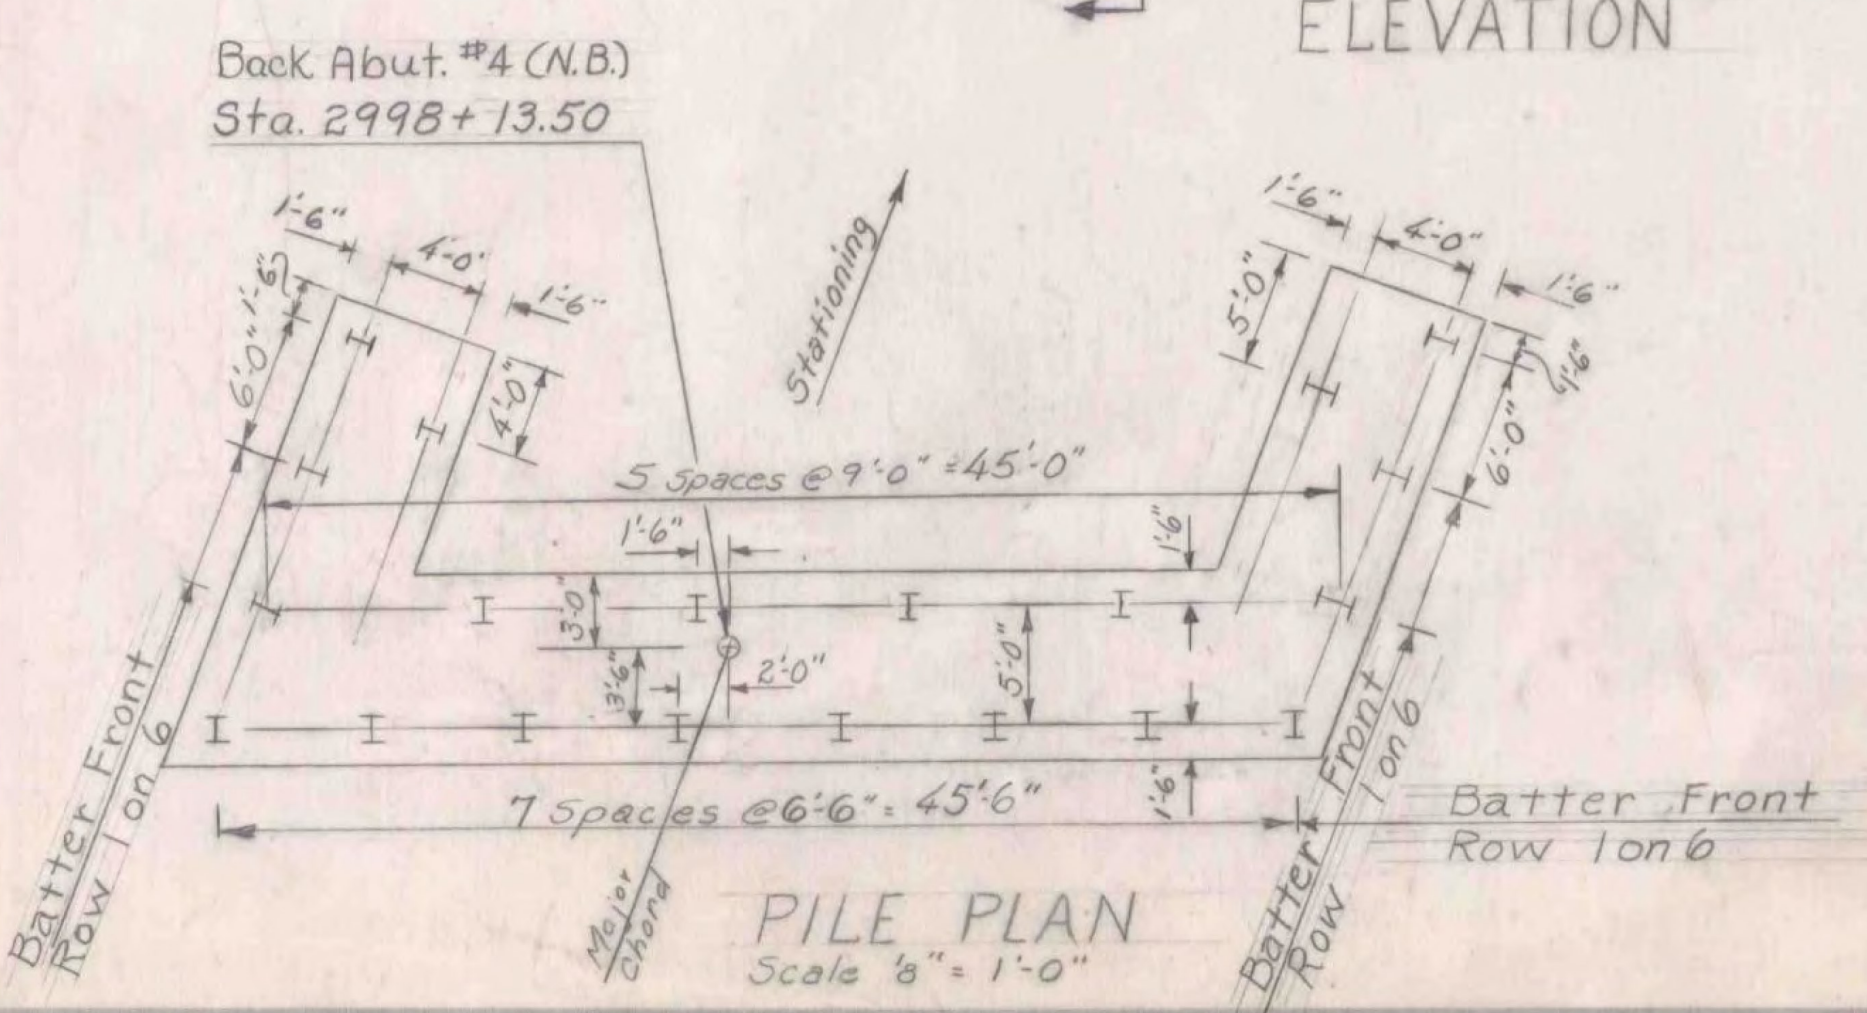 ELEVATION
Back Abut. #4 (N.B.)
Sta. 2998+13.50
1'-6"
4'-0"
1'-6"
1'-6"
6'-0"
4'-0"
Stationing
1'-6"
4'-0"
1'-6"
5'-0"
1'-6"
6'-0"
5 Spaces @ 9'-0" = 45'-0"
1'-6"
1'-6"
3'-0"
3'-6"
2'-0"
5'-0"
1'-6"
7 Spaces @ 6'-6" = 45'-6"
Batter Front
Row 1 on 6
Batter Front
Row 1 on 6
Batter Front
Row 1 on 6
Major
Chord
PILE PLAN
Scale 1/8" = 1'-0"